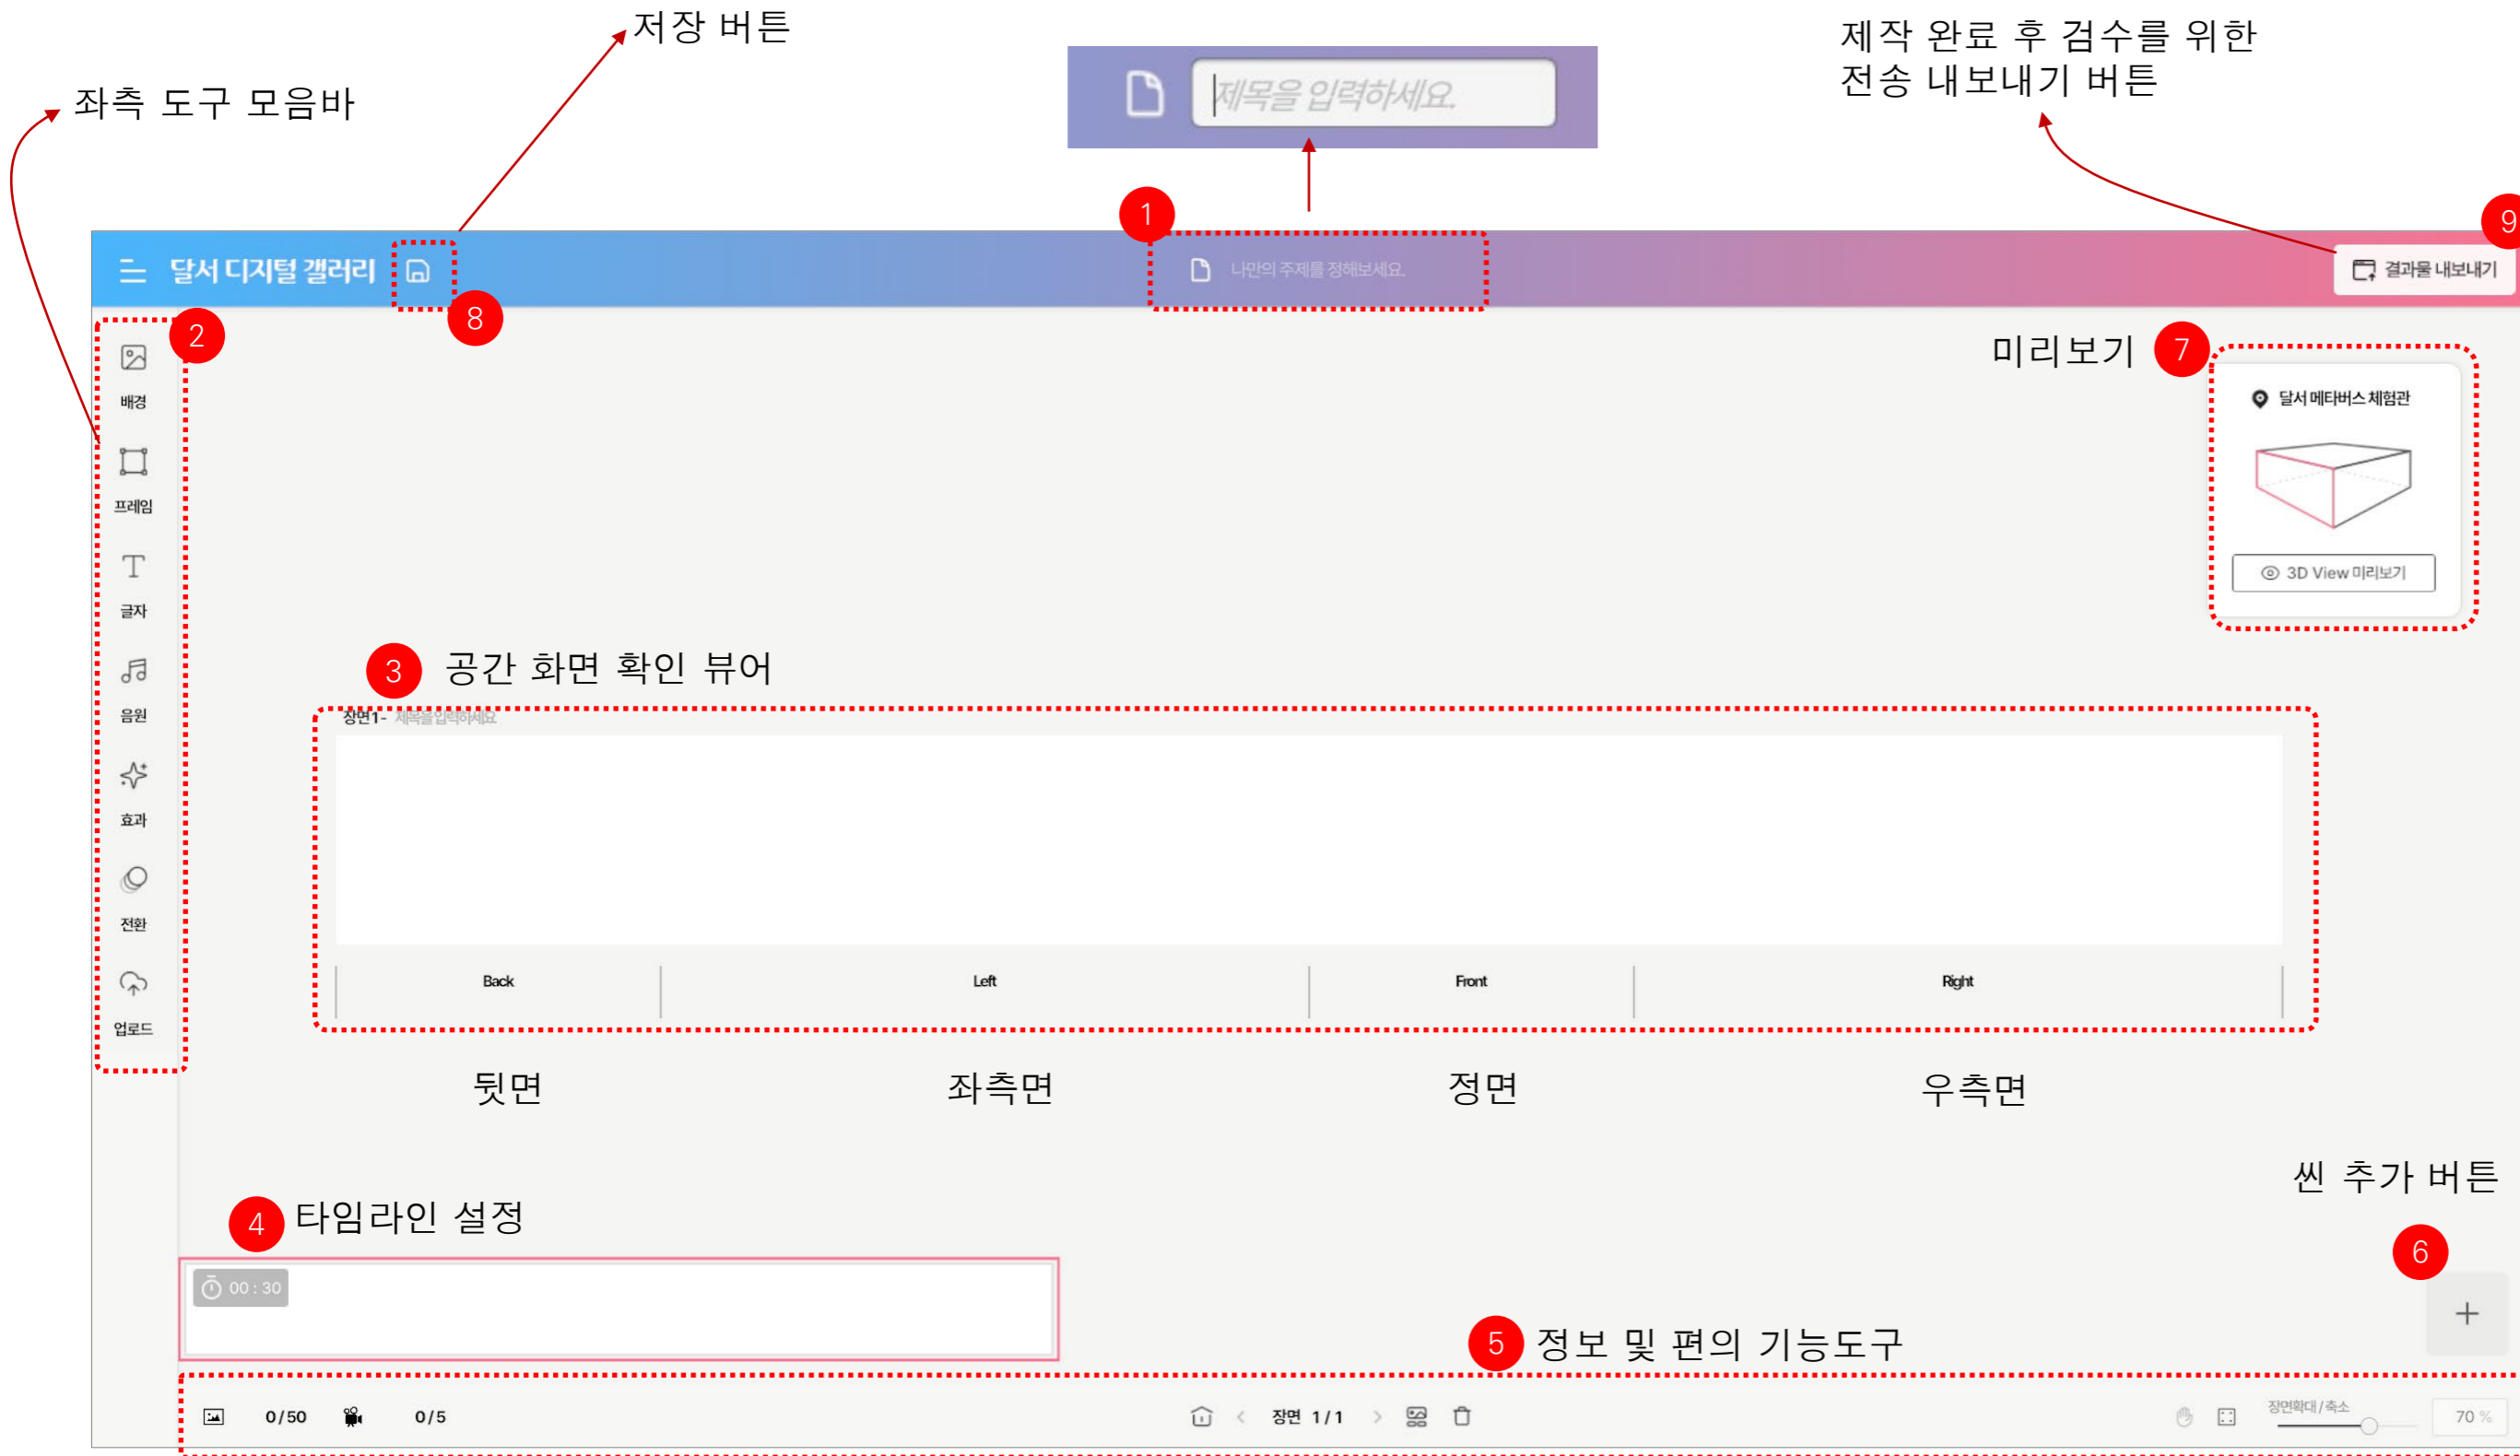 저장 버튼
제작 완료 후 검수를 위한
전송 내보내기 버튼
좌측 도구 모음바
제목을 입력하세요.
1
9
달서 디지털 갤러리
나만의 주제를 정해보세요.
결과물 내보내기
8
2
미리보기
7
배경
달서 메타버스 체험관
프레임
3D View 미리보기
글자
3
공간 화면 확인 뷰어
음원
장면1- 제목을 입력하세요
효과
전환
Back
Left
Front
Right
업로드
뒷면
좌측면
정면
우측면
씬 추가 버튼
4
타임라인 설정
6
00 : 30
5
정보 및 편의 기능도구
0/50
0/5
장면 1/1
장면확대/축소
70 %